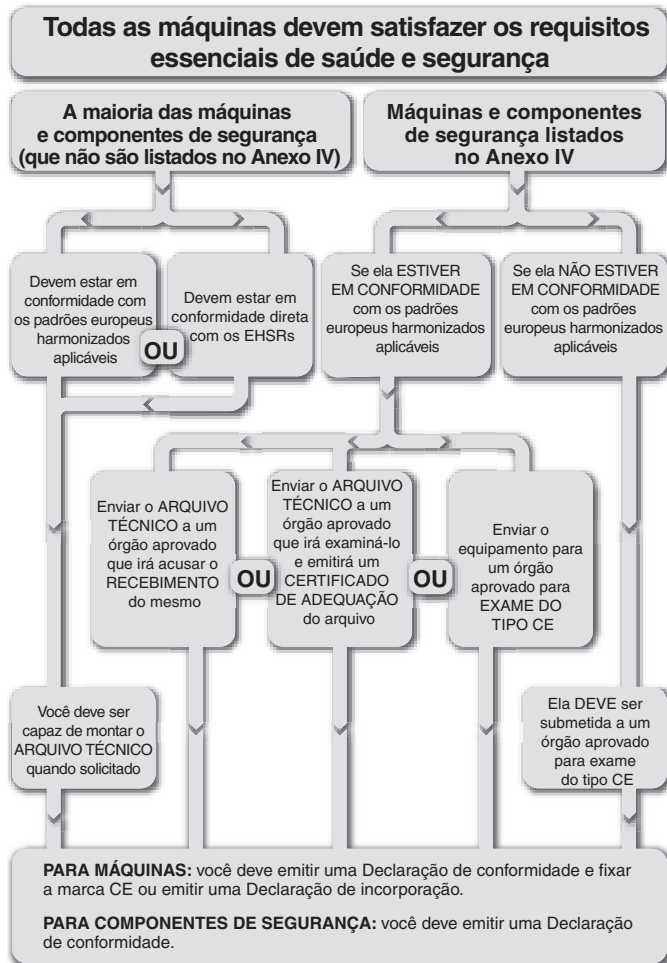 Todas as máquinas devem satisfazer os requisitos
essenciais de saúde e segurança
A maioria das máquinas
e componentes de segurança
(que não são listados no Anexo IV)
Máquinas e componentes
de segurança listados
no Anexo IV
Devem estar em
conformidade com
os padrões europeus
harmonizados
aplicáveis
OU
Devem estar em
conformidade direta
com os EHSRs
Se ela ESTIVER
EM CONFORMIDADE
com os padrões
europeus harmonizados
aplicáveis
Se ela NÃO ESTIVER
EM CONFORMIDADE
com os padrões
europeus harmonizados
aplicáveis
Enviar o ARQUIVO
TÉCNICO a um
órgão aprovado
que irá acusar o
RECEBIMENTO
do mesmo
OU
Enviar o ARQUIVO
TÉCNICO a um
órgão aprovado
que irá examiná-lo
e emitirá um
CERTIFICADO
DE ADEQUAÇÃO
do arquivo
OU
Enviar o
equipamento para
um órgão
aprovado para
EXAME DO
TIPO CE
Você deve ser
capaz de montar o
ARQUIVO TÉCNICO
quando solicitado
Ela DEVE ser
submetida a um
órgão aprovado
para exame
do tipo CE
PARA MÁQUINAS: você deve emitir uma Declaração de conformidade e fixar
a marca CE ou emitir uma Declaração de incorporação.
PARA COMPONENTES DE SEGURANÇA: você deve emitir uma Declaração
de conformidade.